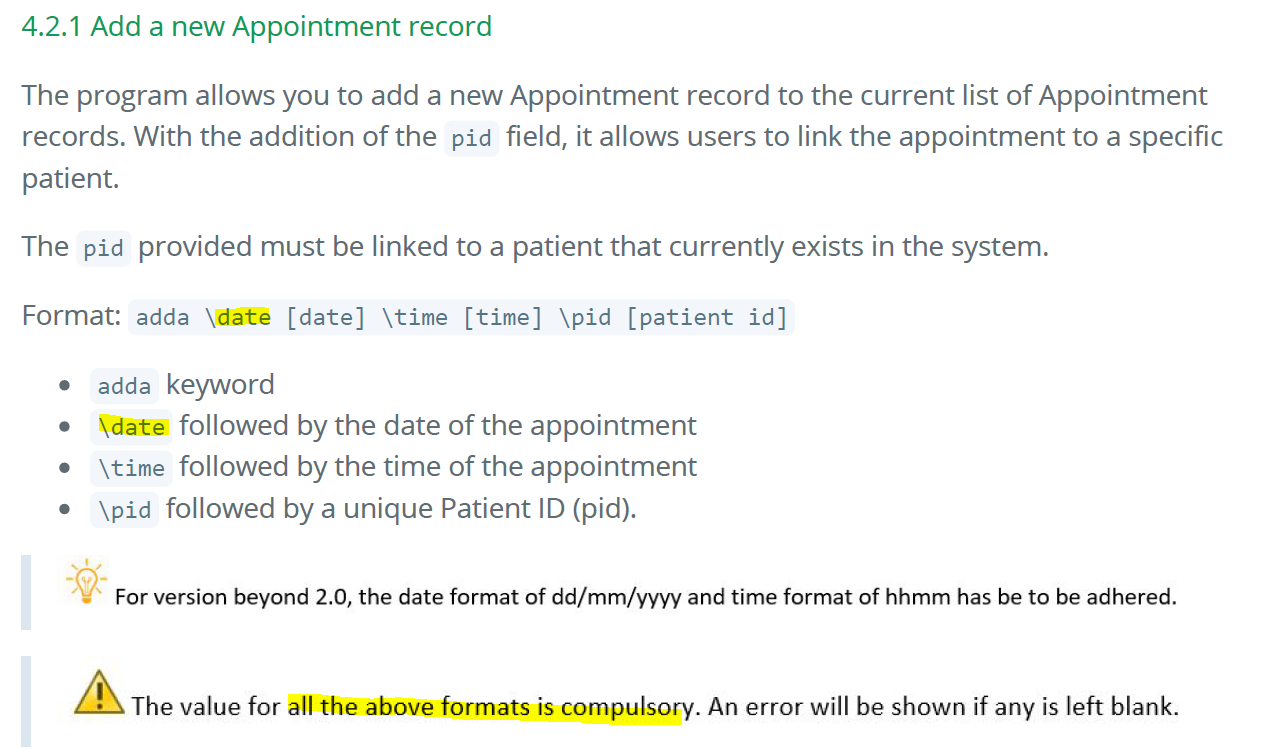 4.2.1 Add a new Appointment record
The program allows you to add a new Appointment record to the current list of Appointment
records. With the addition of the pid field, it allows users to link the appointment to a specific
patient.
The pid provided must be linked to a patient that currently exists in the system.
Format: adda \date [date] \time [time] \pid [patient id]
• adda keyword
• \date followed by the date of the appointment
• \time followed by the time of the appointment
• \pid followed by a unique Patient ID (pid).
For version beyond 2.0, the date format of dd/mm/yyyy and time format of hhmm has be to be adhered.
The value for all the above formats is compulsory. An error will be shown if any is left blank.